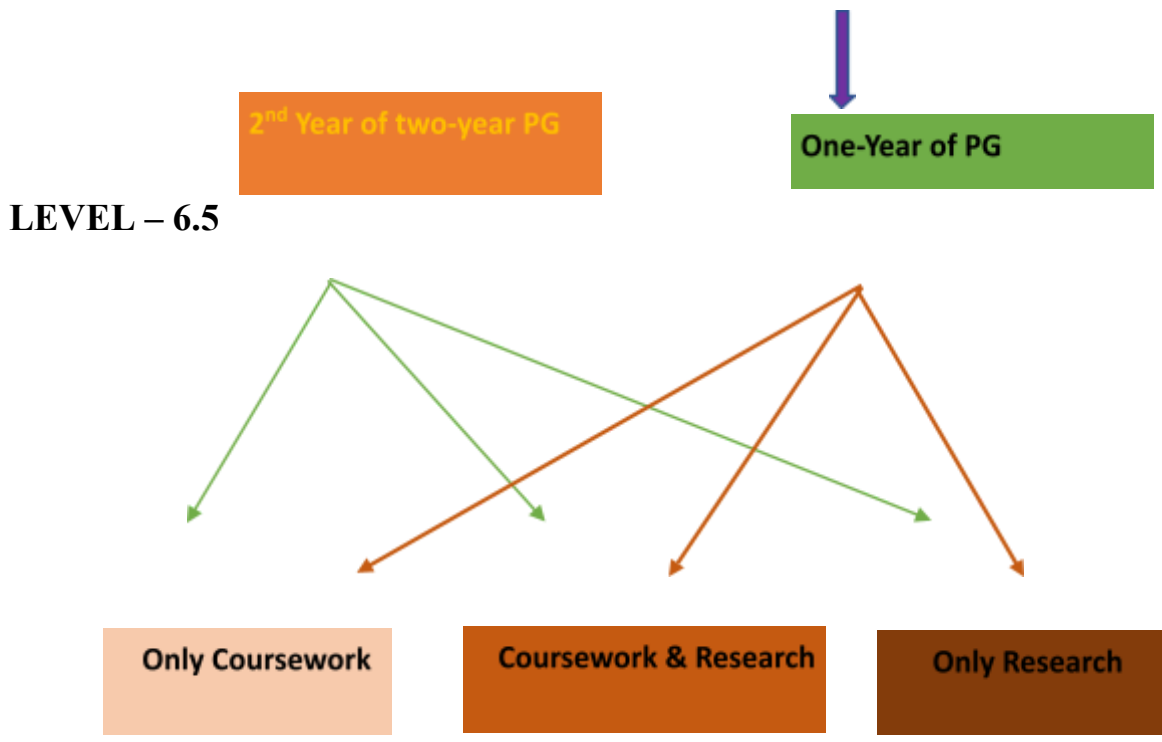 2nd Year of two-year PG
One-Year of PG
LEVEL – 6.5
Only Coursework
Coursework & Research
Only Research